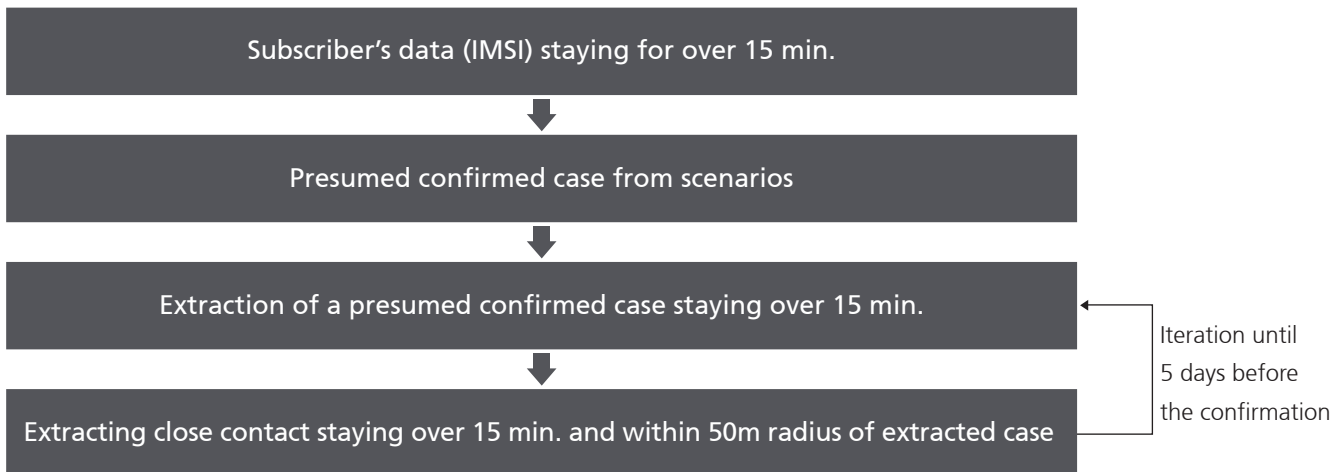 Subscriber’s data (IMSI) staying for over 15 min.
Presumed confirmed case from scenarios
Extraction of a presumed confirmed case staying over 15 min.
Iteration until
5 days before
the confirmation
Extracting close contact staying over 15 min. and within 50m radius of extracted case